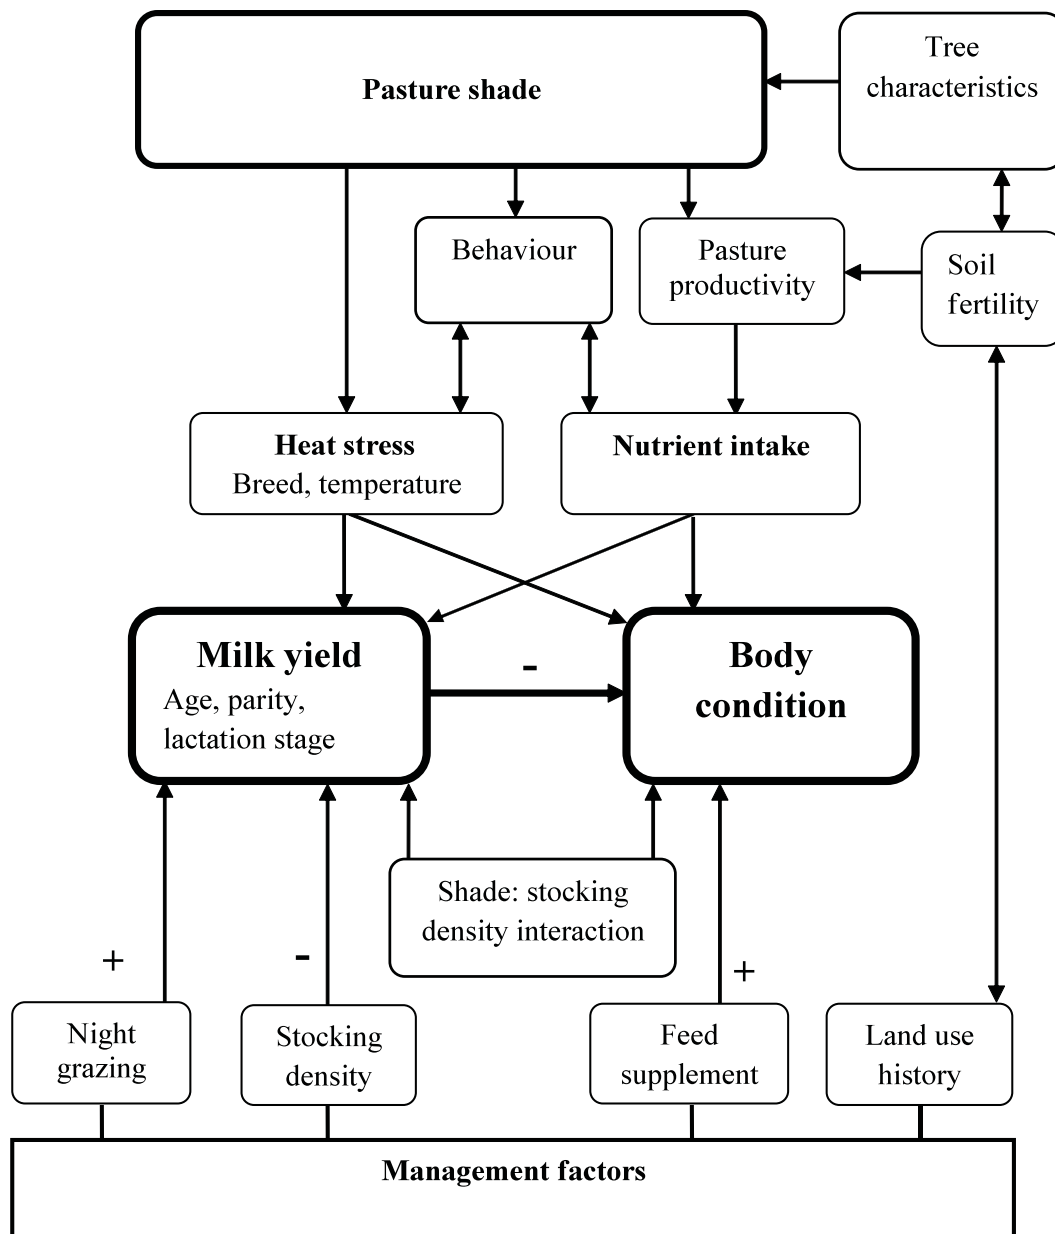 Pasture shade
Tree
characteristics
Behaviour
Pasture
productivity
Soil
fertility
Heat stress
Breed, temperature
Nutrient intake
Milk yield
Age, parity,
lactation stage
-
Body
condition
Shade: stocking
density interaction
+
-
+
Night
grazing
Stocking
density
Feed
supplement
Land use
history
Management factors